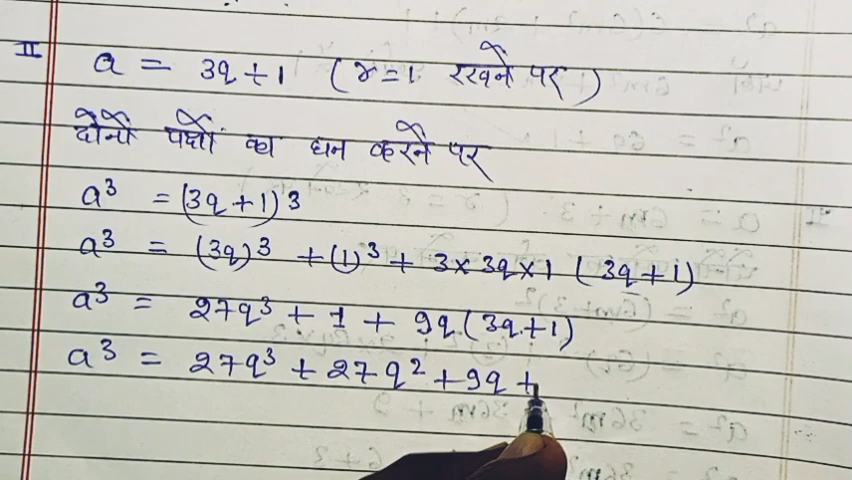 II a = 3q + 1 (r = 1 रखने पर)
दोनों पक्षों का घन करने पर
a³ = (3q + 1)³
a³ = (3q)³ + (1)³ + 3 × 3q × 1 (3q + 1)
a³ = 27q³ + 1 + 9q (3q + 1)
a³ = 27q³ + 27q² + 9q +